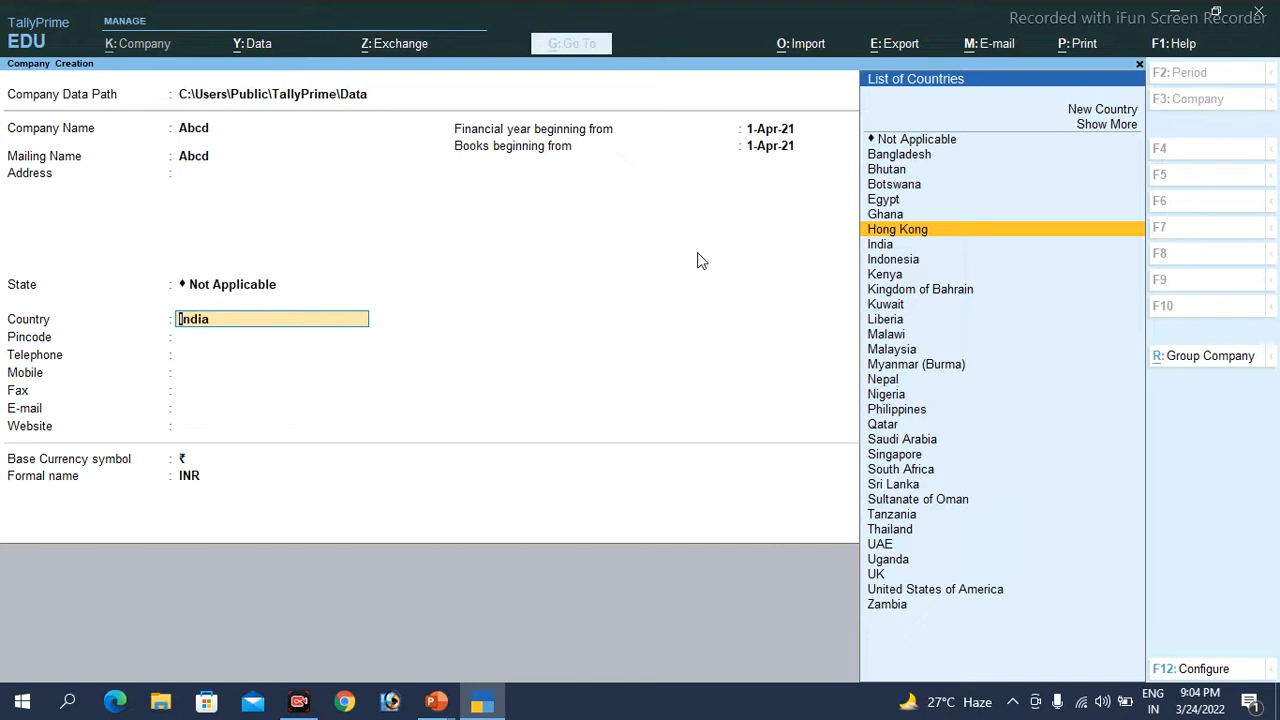 Recorded with iFun Screen Recorder
TallyPrime
EDU
MANAGE
K: Company
Y: Data
Z: Exchange
G: Go To
O: Import
E: Export
M: E-mail
P: Print
F1: Help
Company Creation
Company Data Path : C:\Users\Public\TallyPrime\Data
Company Name : Abcd
Financial year beginning from : 1-Apr-21
Books beginning from : 1-Apr-21
Mailing Name : Abcd
Address :
State : ♦ Not Applicable
Country : India
Pincode :
Telephone :
Mobile :
Fax :
E-mail :
Website :
Base Currency symbol : ₹
Formal name : INR
List of Countries
New Country
Show More
♦ Not Applicable
Bangladesh
Bhutan
Botswana
Egypt
Ghana
Hong Kong
India
Indonesia
Kenya
Kingdom of Bahrain
Kuwait
Liberia
Malawi
Malaysia
Myanmar (Burma)
Nepal
Nigeria
Philippines
Qatar
Saudi Arabia
Singapore
South Africa
Sri Lanka
Sultanate of Oman
Tanzania
Thailand
UAE
Uganda
UK
United States of America
Zambia
F2: Period
F3: Company
F4
F5
F6
F7
F8
F9
F10
R: Group Company
F12: Configure
27°C Haze
ENG
IN
9:04 PM
3/24/2022
1